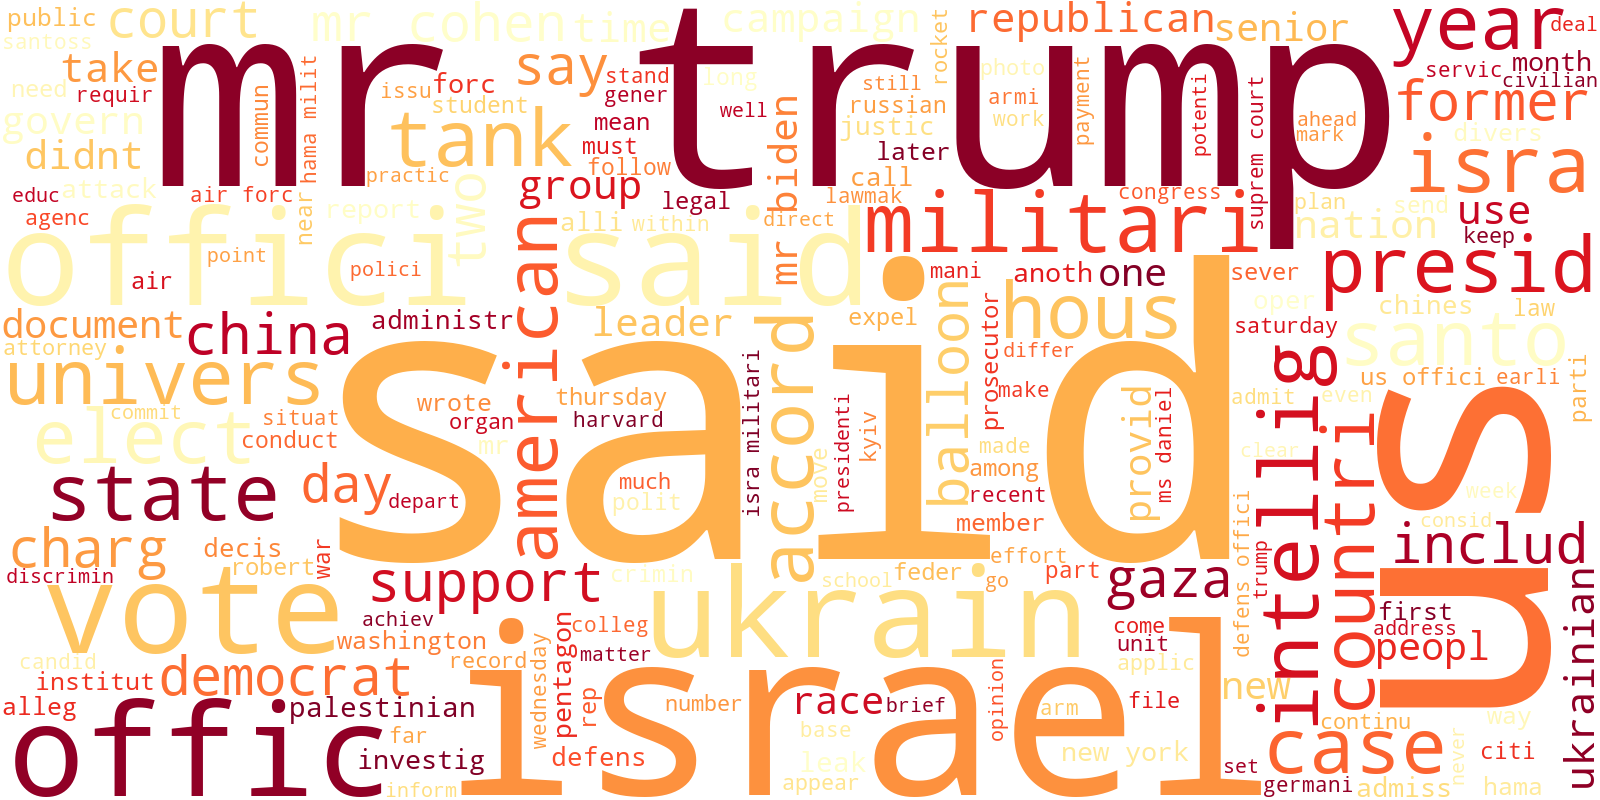 public
court
mr cohen
time
campaign
republican
senior
year
deal
santoss
mr trump
take
say
stand
long
rocket
photo
payment
still
month
servic
civilian
need
requir
forc
issu
gener
russian
armi
former
govern
commun
hama milit
student
tank
mean
well
justic
work
potenti
suprem court
ahead
mark
divers
didnt
must
later
isra
near
practic
follow
mr biden
call
educ
attack
air forc
group
legal
lawmak
congress
plan
send
use
agenc
report
two
alli
within
direct
militari
nation
keep
offici said
point
air
polici
american
mani
anoth
one
sever
presid
oper
chines
law
document
china
administr
leader
accord
expel
balloon
hous
saturday
santo
attorney
univers
said
isra militari
prosecutor
differ
intellig
us offici
earli
parti
commit
wrote
thursday
presidenti
make
provid
ms daniel
admit
even
us
elect
situat
organ
harvard
kyiv
conduct
mr
move
made
countri
clear
state
day
depart
much
polit
among
recent
week
member
defens offici
consid
charg
decis
war
effort
includ
discrimin
robert
support
crimin
school
feder
go
part
gaza
trump
ukrainian
vote
achiev
ukrain
first
washington
pentagon
colleg
come
address
candid
democrat
record
wednesday
matter
unit
peopl
institut
israel
applic
alleg
offic
palestinian
rep
number
race
brief
opinion
arm
file
new
continu
way
far
base
case
citi
investig
defens
leak
new york
set
never
inform
appear
germani
admiss
hama